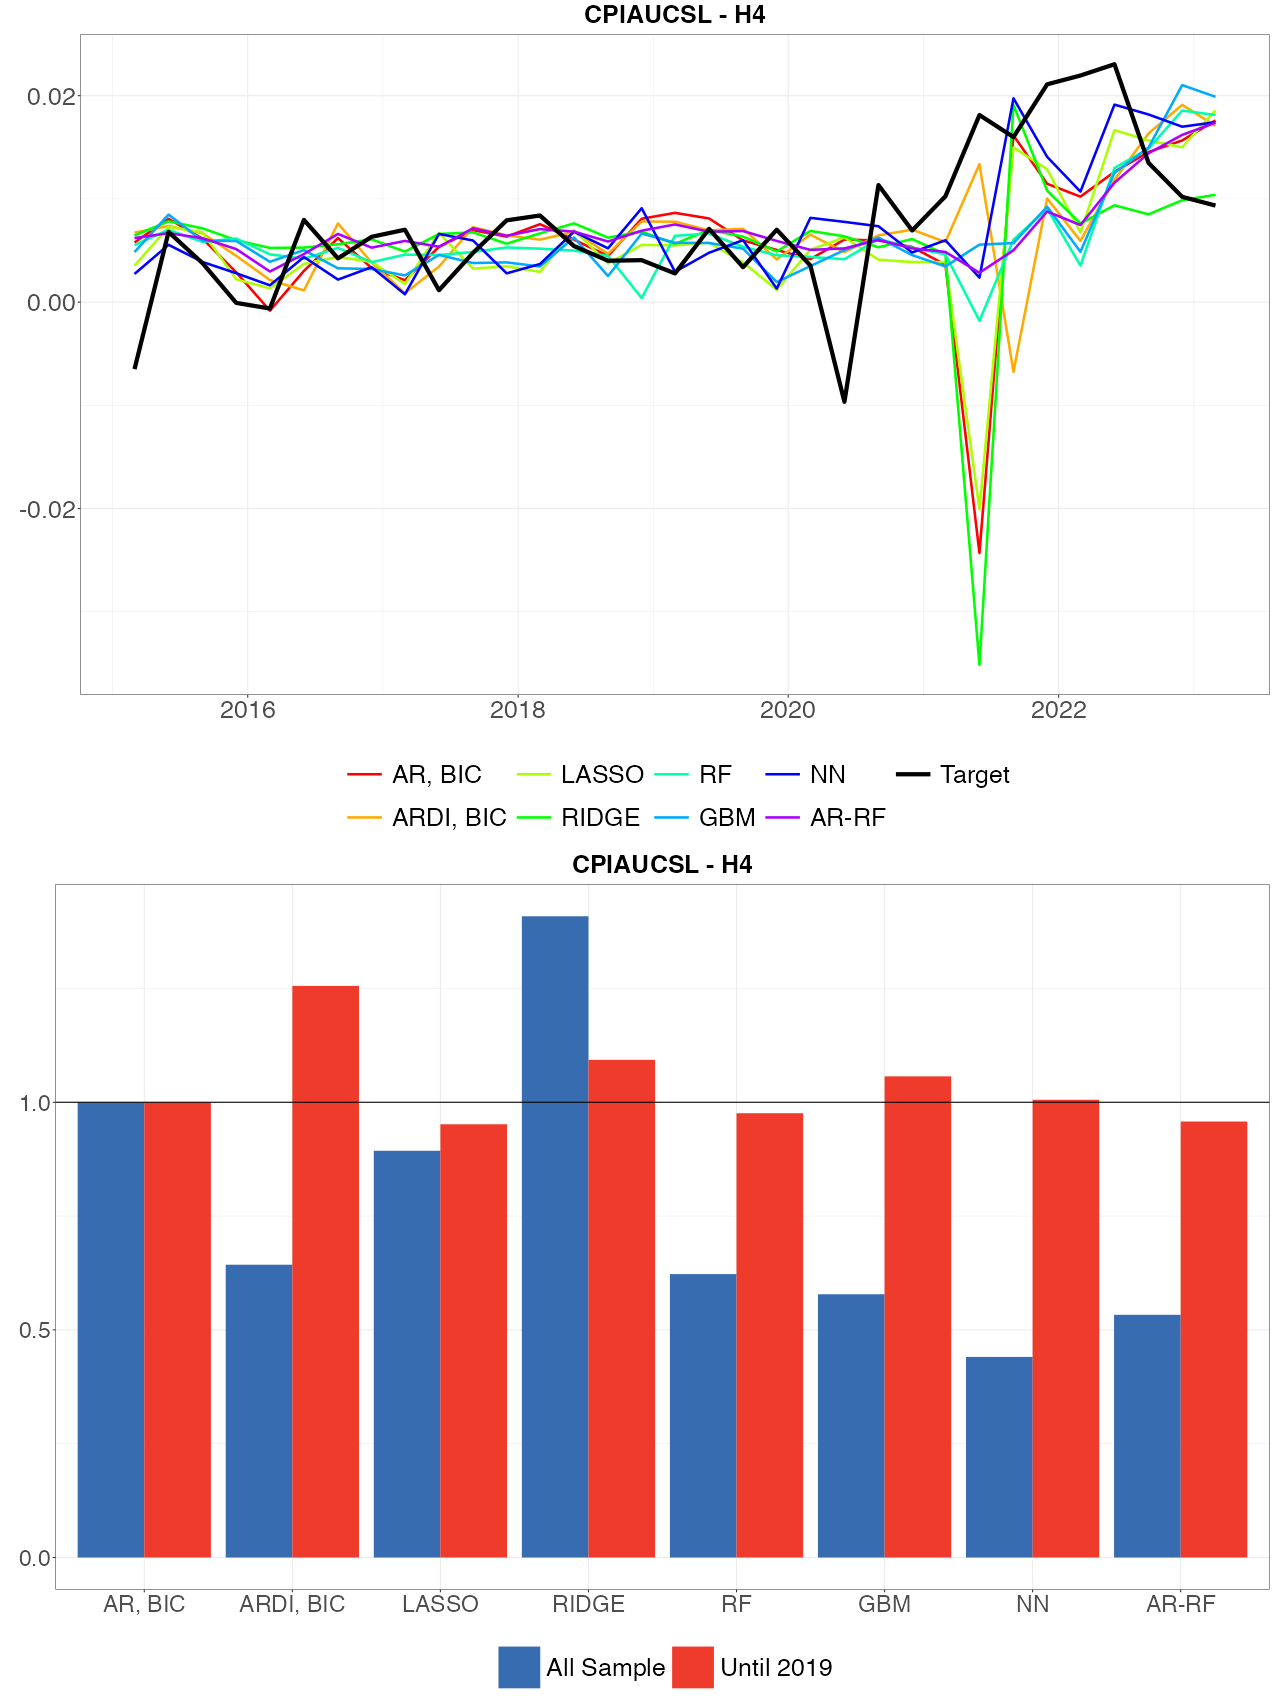 CPIAUCSL - H4
0.02
0.00
-0.02
2016 2018 2020 2022
AR, BIC LASSO RF NN Target
ARDI, BIC RIDGE GBM AR-RF
CPIAUCSL - H4
1.0
0.5
0.0
AR, BIC ARDI, BIC LASSO RIDGE RF GBM NN AR-RF
All Sample Until 2019